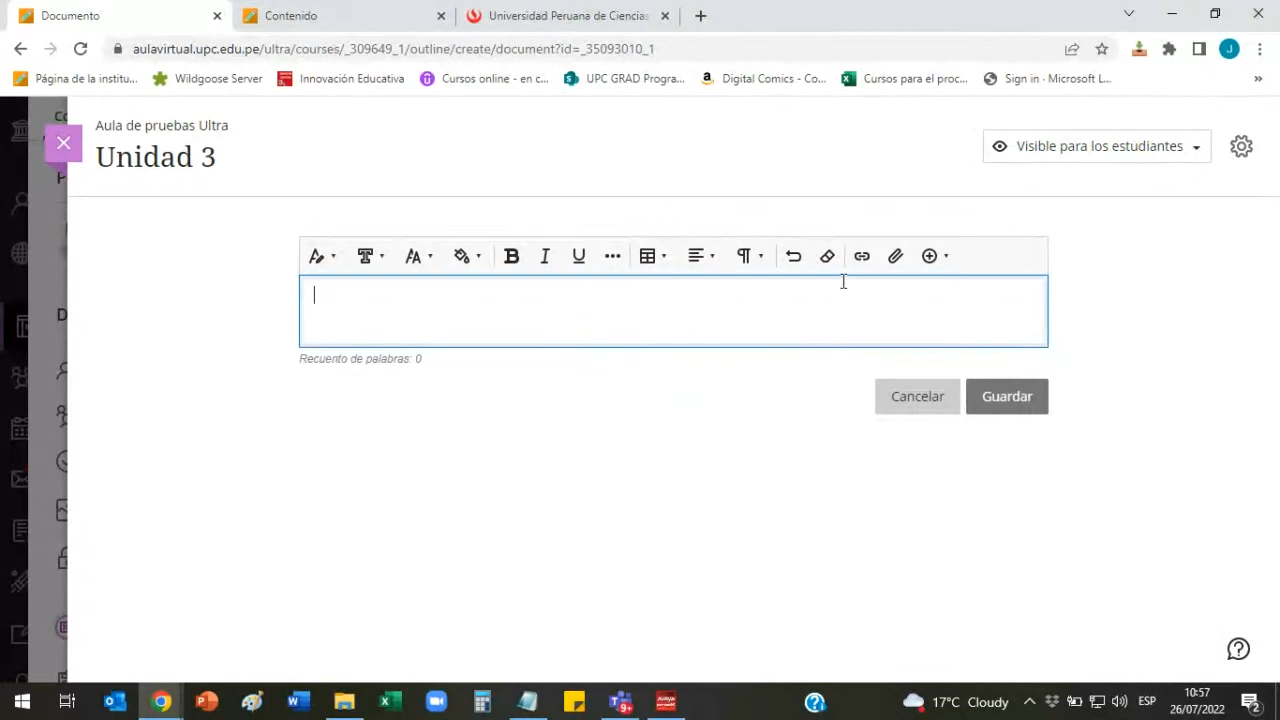 Documento
Contenido
Universidad Peruana de Ciencias
aulavirtual.upc.edu.pe/ultra/courses/_309649_1/outline/create/document?id=_35093010_1
J
Página de la institu...
Wildgoose Server
Innovación Educativa
Cursos online - en c...
UPC GRAD Progra...
Digital Comics - Co...
Cursos para el proc...
Sign in · Microsoft L...
»
Aula de pruebas Ultra
Unidad 3
Visible para los estudiantes
Recuento de palabras: 0
Cancelar
Guardar
9+
17°C Cloudy
ESP
10:57
26/07/2022
2